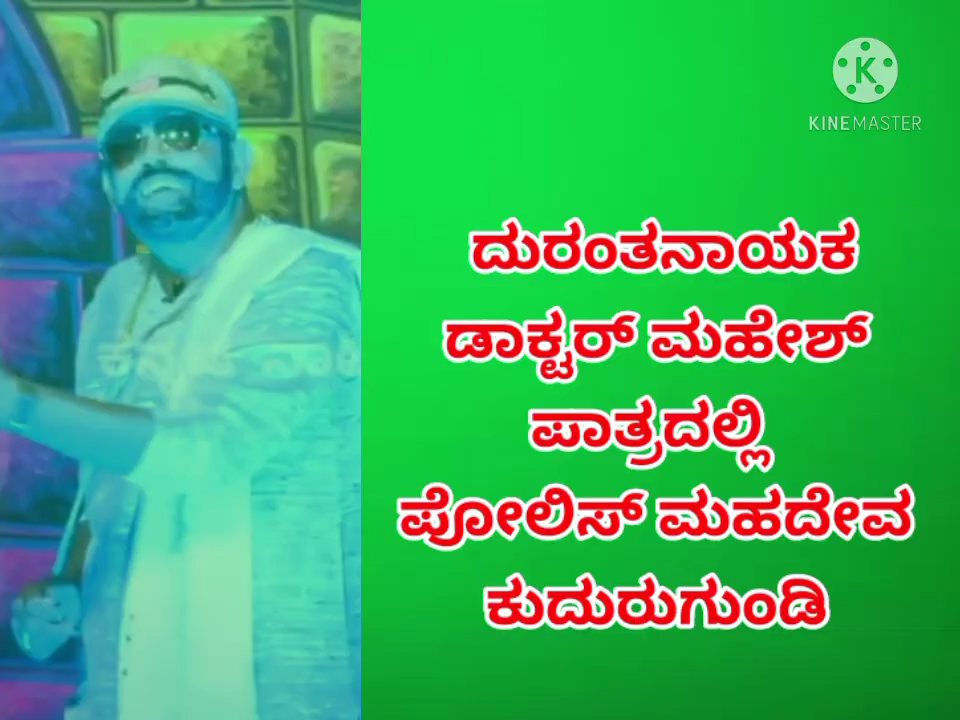 KINEMASTER
ದುರಂತನಾಯಕ
ಡಾಕ್ಟರ್ ಮಹೇಶ್
ಪಾತ್ರದಲ್ಲಿ
ಪೋಲಿಸ್ ಮಹದೇವ
ಕುದುರುಗುಂಡಿ